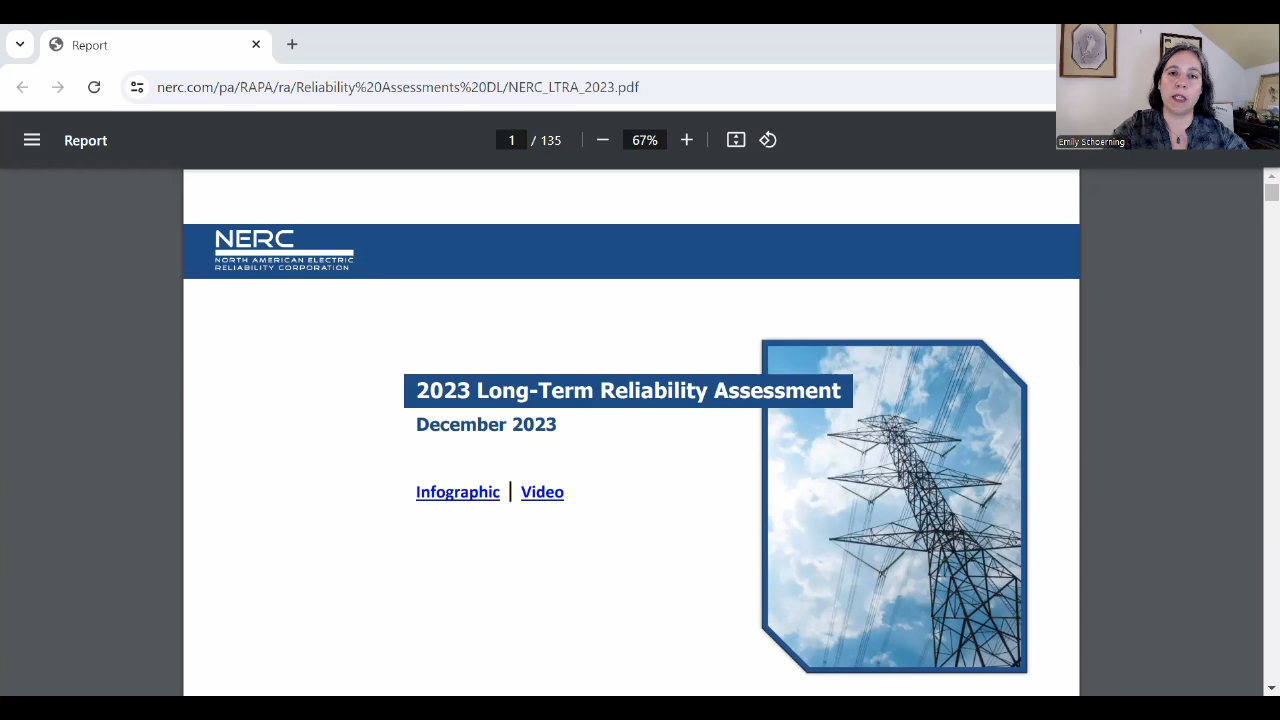 Report
nerc.com/pa/RAPA/ra/Reliability%20Assessments%20DL/NERC_LTRA_2023.pdf
Report
1 / 135
67%
Emily Schoerning
NERC
NORTH AMERICAN ELECTRIC
RELIABILITY CORPORATION
2023 Long-Term Reliability Assessment
December 2023
Infographic | Video